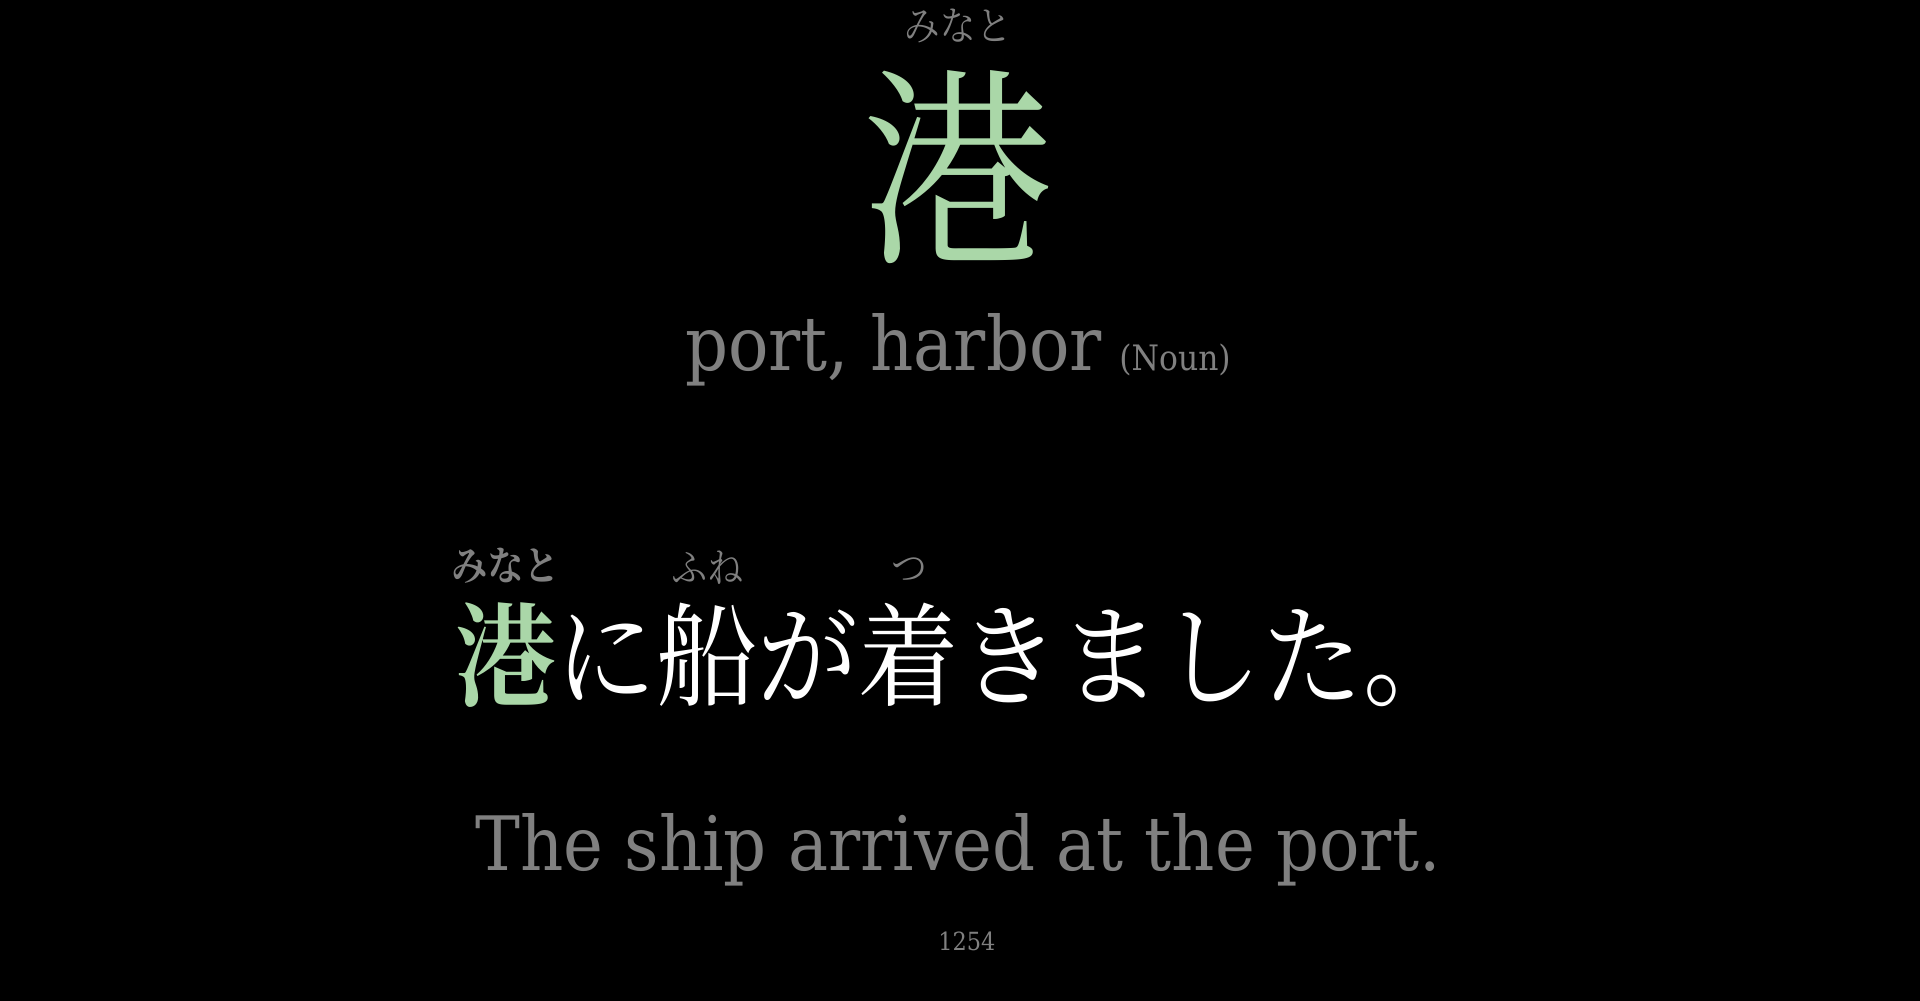 みなと
港
port, harbor (Noun)
みなと ふね つ
港に船が着きました。
The ship arrived at the port.
1254